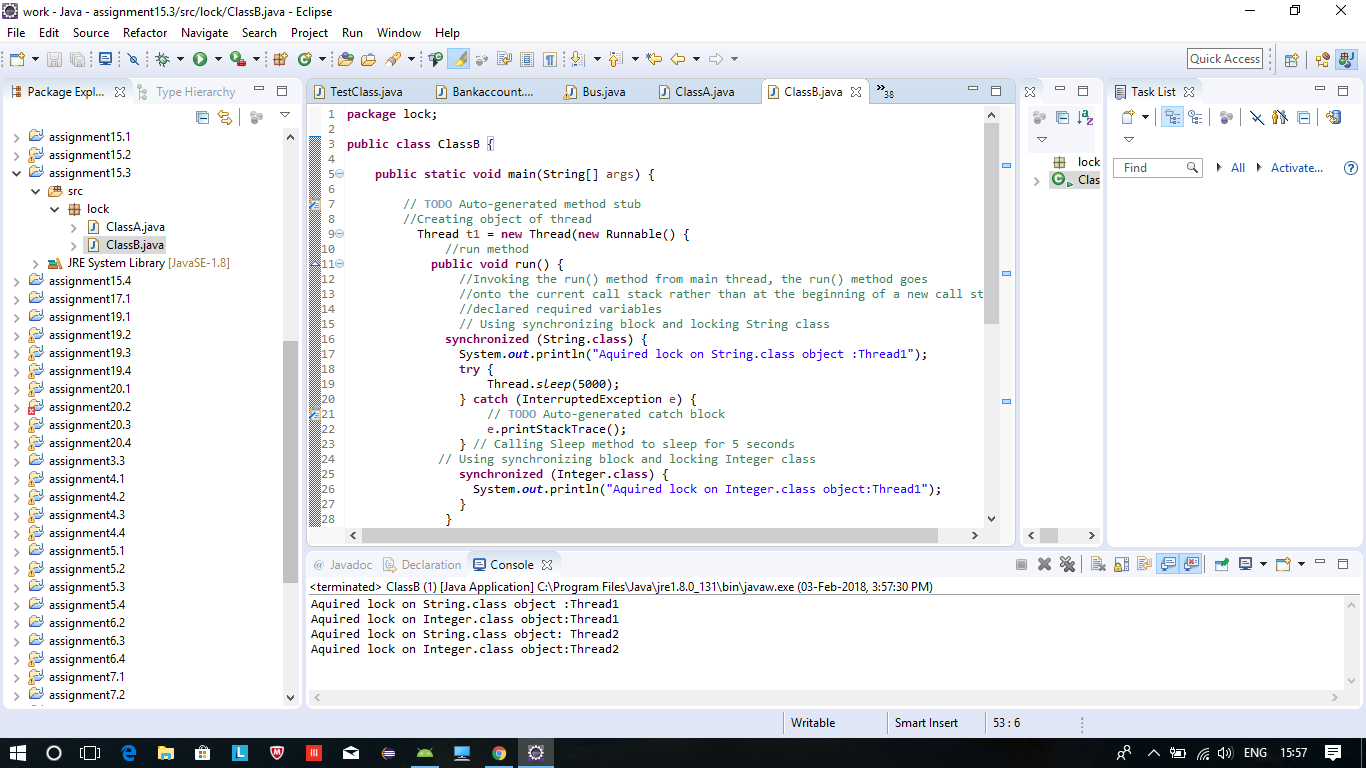 work - Java - assignment15.3/src/lock/ClassB.java - Eclipse
File Edit Source Refactor Navigate Search Project Run Window Help
Quick Access
Package Expl... Type Hierarchy
assignment15.1
assignment15.2
assignment15.3
src
lock
ClassA.java
ClassB.java
JRE System Library [JavaSE-1.8]
assignment15.4
assignment17.1
assignment19.1
assignment19.2
assignment19.3
assignment19.4
assignment20.1
assignment20.2
assignment20.3
assignment20.4
assignment3.3
assignment4.1
assignment4.2
assignment4.3
assignment4.4
assignment5.1
assignment5.2
assignment5.3
assignment5.4
assignment6.2
assignment6.3
assignment6.4
assignment7.1
assignment7.2
TestClass.java Bankaccount.... Bus.java ClassA.java ClassB.java »38
1 package lock;
2
3 public class ClassB {
4
5 public static void main(String[] args) {
6
7 // TODO Auto-generated method stub
8 //Creating object of thread
9 Thread t1 = new Thread(new Runnable() {
10 //run method
11 public void run() {
12 //Invoking the run() method from main thread, the run() method goes
13 //onto the current call stack rather than at the beginning of a new call st
14 //declared required variables
15 // Using synchronizing block and locking String class
16 synchronized (String.class) {
17 System.out.println("Aquired lock on String.class object :Thread1");
18 try {
19 Thread.sleep(5000);
20 } catch (InterruptedException e) {
21 // TODO Auto-generated catch block
22 e.printStackTrace();
23 } // Calling Sleep method to sleep for 5 seconds
24 // Using synchronizing block and locking Integer class
25 synchronized (Integer.class) {
26 System.out.println("Aquired lock on Integer.class object:Thread1");
27 }
28 }
lock
Clas
Task List
Find All Activate...
@ Javadoc Declaration Console
<terminated> ClassB (1) [Java Application] C:\Program Files\Java\jre1.8.0_131\bin\javaw.exe (03-Feb-2018, 3:57:30 PM)
Aquired lock on String.class object :Thread1
Aquired lock on Integer.class object:Thread1
Aquired lock on String.class object: Thread2
Aquired lock on Integer.class object:Thread2
Writable Smart Insert 53 : 6
ENG 15:57